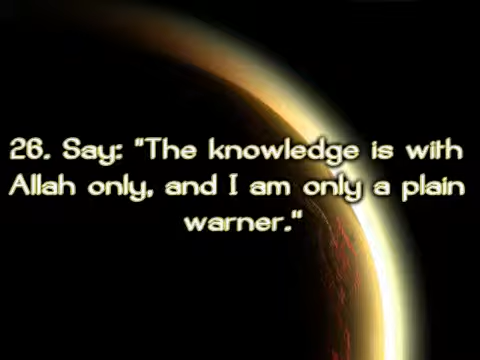 26. Say: "The knowledge is with
Allah only, and I am only a plain
warner."